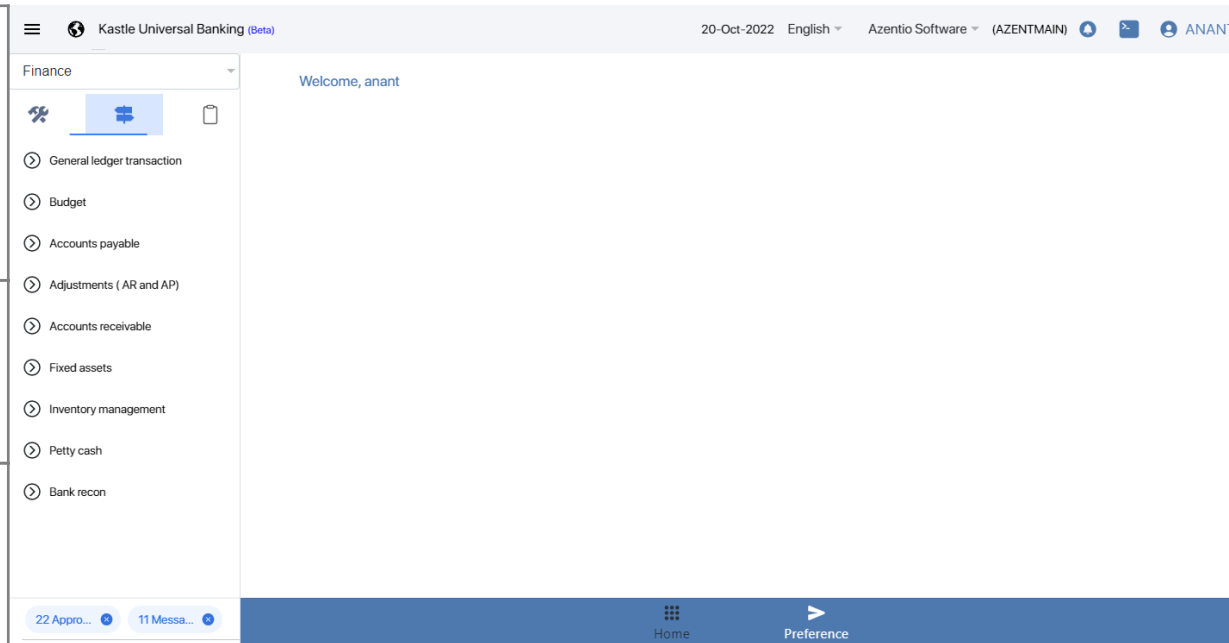 Kastle Universal Banking (Beta)
20-Oct-2022 English Azentio Software (AZENTMAIN) ANANT
Finance
Welcome, anant
General ledger transaction
Budget
Accounts payable
Adjustments ( AR and AP)
Accounts receivable
Fixed assets
Inventory management
Petty cash
Bank recon
22 Appro... 11 Messa...
Home Preference